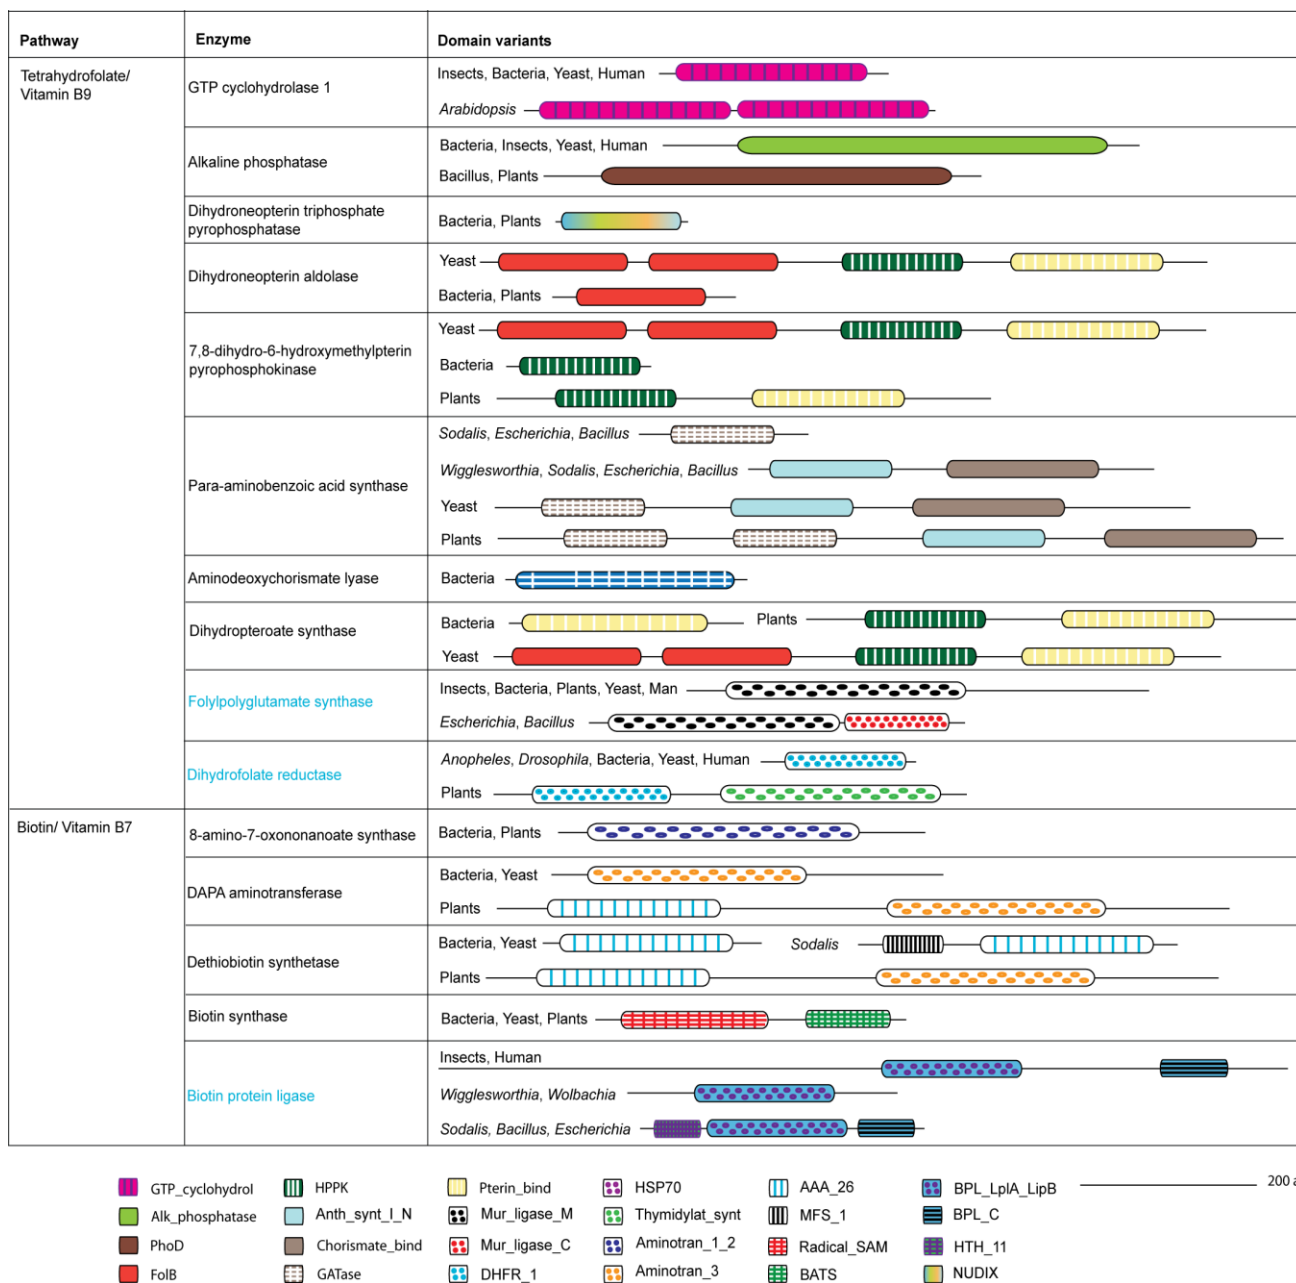 Pathway
Enzyme
Domain variants
Tetrahydrofolate/
Vitamin B9
GTP cyclohydrolase 1
Insects, Bacteria, Yeast, Human
Arabidopsis
Alkaline phosphatase
Bacteria, Insects, Yeast, Human
Bacillus, Plants
Dihydroneopterin triphosphate
pyrophosphatase
Bacteria, Plants
Dihydroneopterin aldolase
Yeast
Bacteria, Plants
7,8-dihydro-6-hydroxymethylpterin
pyrophosphokinase
Yeast
Bacteria
Plants
Para-aminobenzoic acid synthase
Sodalis, Escherichia, Bacillus
Wigglesworthia, Sodalis, Escherichia, Bacillus
Yeast
Plants
Aminodeoxychorismate lyase
Bacteria
Dihydropteroate synthase
Bacteria
Plants
Yeast
Folylpolyglutamate synthase
Insects, Bacteria, Plants, Yeast, Man
Escherichia, Bacillus
Dihydrofolate reductase
Anopheles, Drosophila, Bacteria, Yeast, Human
Plants
Biotin/ Vitamin B7
8-amino-7-oxononanoate synthase
Bacteria, Plants
DAPA aminotransferase
Bacteria, Yeast
Plants
Dethiobiotin synthetase
Bacteria, Yeast
Sodalis
Plants
Biotin synthase
Bacteria, Yeast, Plants
Biotin protein ligase
Insects, Human
Wigglesworthia, Wolbachia
Sodalis, Bacillus, Escherichia
GTP_cyclohydrol
HPPK
Pterin_bind
HSP70
AAA_26
BPL_LplA_LipB
200 a
Alk_phosphatase
Anth_synt_I_N
Mur_ligase_M
Thymidylat_synt
MFS_1
BPL_C
PhoD
Chorismate_bind
Mur_ligase_C
Aminotran_1_2
Radical_SAM
HTH_11
FolB
GATase
DHFR_1
Aminotran_3
BATS
NUDIX